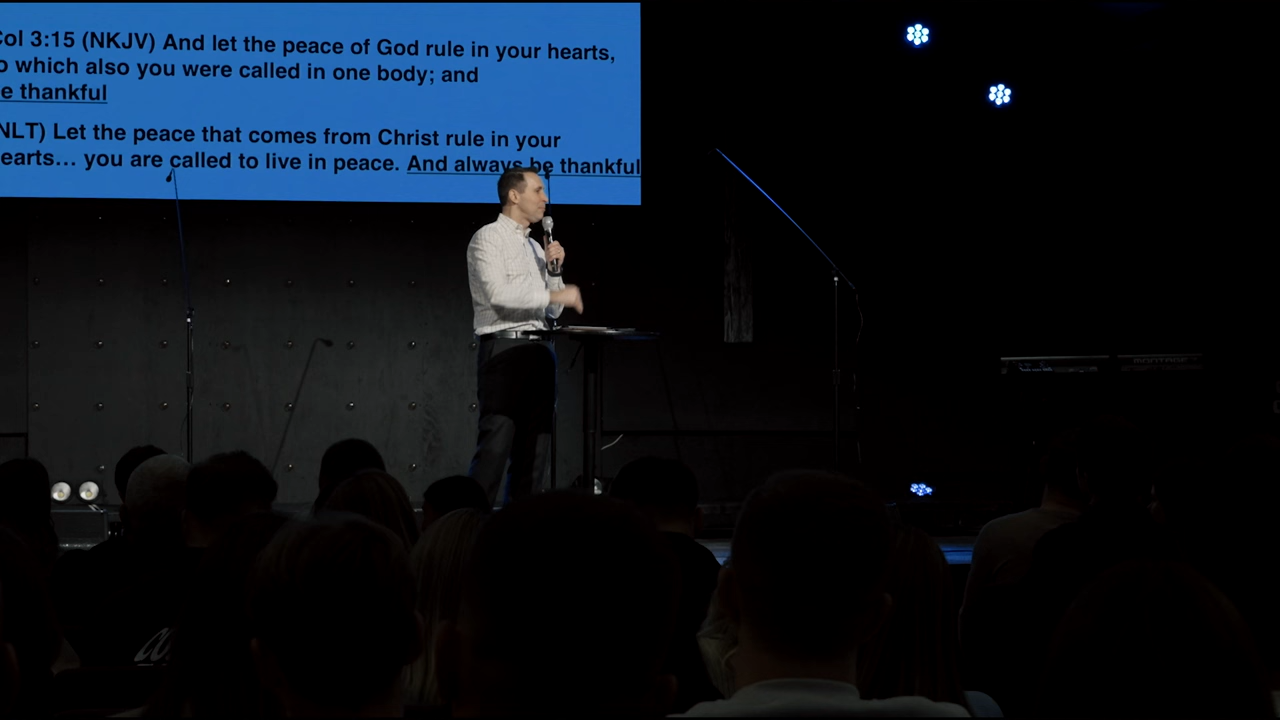 Col 3:15 (NKJV) And let the peace of God rule in your hearts,
o which also you were called in one body; and
e thankful
NLT) Let the peace that comes from Christ rule in your
earts... you are called to live in peace. And always be thankful